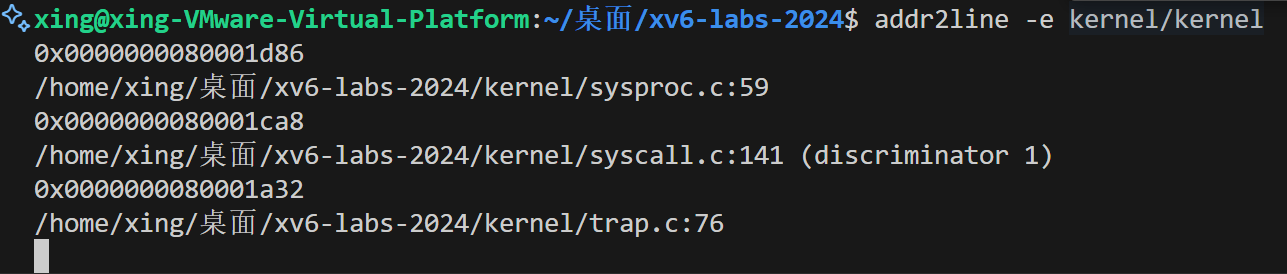 xing@xing-VMware-Virtual-Platform:~/桌面/xv6-labs-2024$ addr2line -e kernel/kernel
0x0000000080001d86
/home/xing/桌面/xv6-labs-2024/kernel/sysproc.c:59
0x0000000080001ca8
/home/xing/桌面/xv6-labs-2024/kernel/syscall.c:141 (discriminator 1)
0x0000000080001a32
/home/xing/桌面/xv6-labs-2024/kernel/trap.c:76